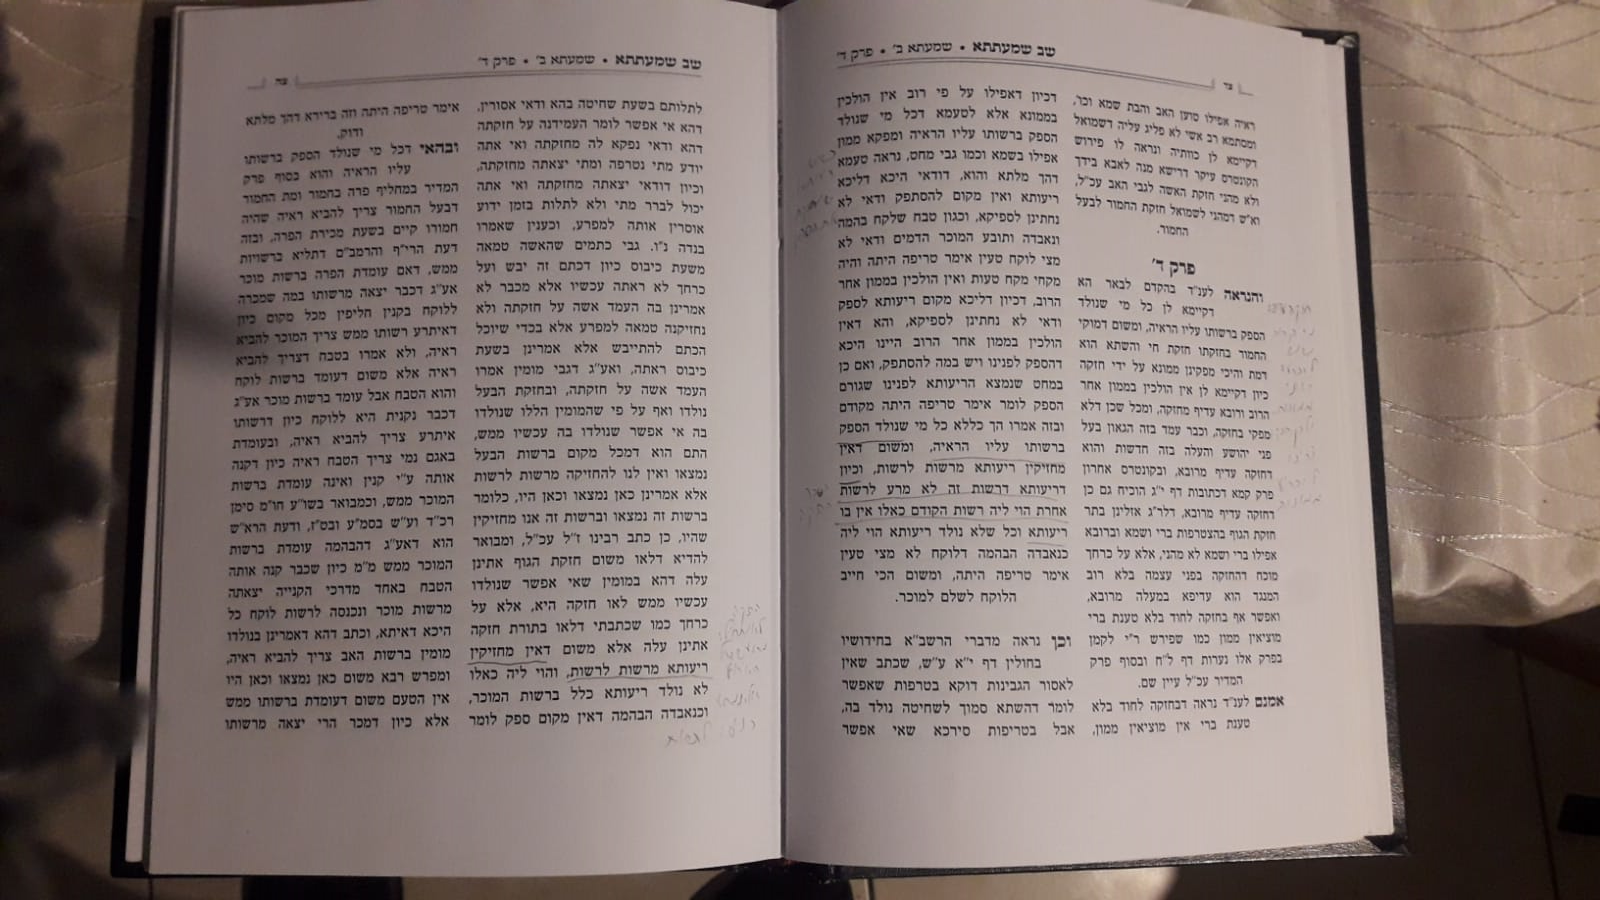 שב שמעתתא • שמעתא ב' • פרק ד'
צד
ראיה אפילו טוען האב והבת שמא וכו',
ומסתמא רב אשי לא פליג עליה דשמואל
דקיימא לן כוותיה ונראה לו פירוש
הקונטרס עיקר דרישא מנה לאבא בידך
ולא מהני חזקת האשה לגבי האב עכ"ל,
וא"ש דמהני לשמואל חזקת החמור לבעל
החמור.
פרק ד'
והנראה לענ"ד בהקדם לבאר הא
דקיימא לן כל מי שנולד
הספק ברשותו עליו הראיה, ומשום דמוקי
החמור בחזקתו חזקת חי והשתא הוא
דמת והיכי מפקינן ממונא על ידי חזקה
כיון דקיימא לן אין הולכין בממון אחר
הרוב ורובא עדיף מחזקה, ומכל שכן דלא
מפקי בחזקה, וכבר עמד בזה הגאון בעל
פני יהושע והעלה בזה חדשות והוא
דחזקה עדיף מרובא, ובקונטרס אחרון
פרק קמא דכתובות דף י"ג הוכיח גם כן
דחזקה עדיף מרובא, דלר"ג אזלינן בתר
חזקת הגוף בהצטרפות ברי ושמא וברובא
אפילו ברי ושמא לא מהני, אלא על כרחך
מוכח דהחזקה בפני עצמה בלא רוב
המנגד הוא עדיפא במעלה מרובא,
ואפשר אף בחזקה לחוד בלא טענת ברי
מוציאין ממון כמו שפירש ר"י לקמן
בפרק אלו נערות דף ל"ח ובסוף פרק
המדיר עכ"ל עיין שם.
אמנם לענ"ד נראה דבחזקה לחוד בלא
טענת ברי אין מוציאין ממון,
דכיון דאפילו על פי רוב אין הולכין
בממונא אלא לטעמא דכל מי שנולד
הספק ברשותו עליו הראיה ומפקא ממון
אפילו בשמא וכמו גבי מחט, נראה טעמא
דהך מלתא והוא, דודאי היכא דליכא
ריעותא ואין מקום להסתפק ודאי לא
נחתינן לספיקא, וכגון טבח שלקח בהמה
ונאבדה ותובע המוכר הדמים ודאי לא
מצי לוקח טעין אימר טריפה היתה והיה
מקחי מקח טעות ואין הולכין בממון אחר
הרוב, דכיון דליכא מקום ריעותא לספק
ודאי לא נחתינן לספיקא, והא דאין
הולכין בממון אחר הרוב היינו היכא
דהספק לפנינו ויש במה להסתפק, ואם כן
במחט שנמצא הריעותא לפנינו שגורם
הספק לומר אימר טריפה היתה מקודם
ובזה אמרו הך כללא כל מי שנולד הספק
ברשותו עליו הראיה, ומשום דאין
מחזיקין ריעותא מרשות לרשות, וכיון
דריעותא דרשות זה לא מרע לרשות
אחרת הוי ליה רשות הקודם כאלו אין בו
ריעותא וכל שלא נולד ריעותא הוי ליה
כנאבדה הבהמה דלוקח לא מצי טעין
אימר טריפה היתה, ומשום הכי חייב
הלוקח לשלם למוכר.
וכן נראה מדברי הרשב"א בחידושיו
בחולין דף י"א ע"ש, שכתב שאין
לאסור הגבינות דוקא בטרפות שאפשר
לומר דהשתא סמוך לשחיטה נולד בה,
אבל בטריפות סירכא שאי אפשר
שב שמעתתא • שמעתא ב' • פרק ד'
צה
לתלותם בשעת שחיטה בהא ודאי אסורין,
דהא אי אפשר לומר העמידנה על חזקתה
דהא ודאי נפקא לה מחזקתה ואי אתה
יודע מתי נטרפה ומתי יצאתה מחזקתה,
וכיון דודאי יצאתה מחזקתה ואי אתה
יכול לברר מתי ולא לתלות בזמן ידוע
אוסרין אותה למפרע, וכענין שאמרו
בנדה נ"ו. גבי כתמים שהאשה טמאה
משעת כיבוס כיון דכתם זה יבש ועל
כרחך לא ראתה עכשיו אלא מכבר לא
אמרינן בה העמד אשה על חזקתה ולא
נחזיקנה טמאה למפרע אלא בכדי שיוכל
הכתם להתייבש אלא אמרינן בשעת
כיבוס ראתה, ואע"ג דגבי מומין אמרו
העמד אשה על חזקתה, ובחזקת הבעל
נולדו ואף על פי שהמומין הללו שנולדו
בה אי אפשר שנולדו בה עכשיו ממש,
התם הוא דמכל מקום ברשות הבעל
נמצאו ואין לנו להחזיקה מרשות לרשות
אלא אמרינן כאן נמצאו וכאן היו, כלומר
ברשות זה נמצאו וברשות זה אנו מחזיקין
שהיו, כן כתב רבינו ז"ל עכ"ל, ומבואר
להדיא דלאו משום חזקת הגוף אתינן
עלה דהא במומין שאי אפשר שנולדו
עכשיו ממש לאו חזקה היא, אלא על
כרחך כמו שכתבתי דלאו בתורת חזקה
אתינן עלה אלא משום דאין מחזיקין
ריעותא מרשות לרשות, והוי ליה כאלו
לא נולד ריעותא כלל ברשות המוכר,
וכנאבדה הבהמה דאין מקום ספק לומר
אימר טריפה היתה וזה ברירא דהך מלתא
ודוק.
ובהאי דכל מי שנולד הספק ברשותו
עליו הראיה והוא בסוף פרק
המדיר במחליף פרה בחמור ומת החמור
דבעל החמור צריך להביא ראיה שהיה
חמורו קיים בשעת מכירת הפרה, ובזה
דעת הרי"ף והרמב"ם דתליא ברשויות
ממש, דאם עומדת הפרה ברשות מוכר
אע"ג דכבר יצאה מרשותו במה שמכרה
ללוקח בקנין חליפין מכל מקום כיון
דאיתרע רשותו ממש צריך המוכר להביא
ראיה, ולא אמרו בטבח דצריך להביא
ראיה אלא משום דעומד ברשות לוקח
והוא הטבח אבל עומד ברשות מוכר אע"ג
דכבר נקנית היא ללוקח כיון דרשותו
איתרע צריך להביא ראיה, ובעומדת
באגם נמי צריך הטבח ראיה כיון דקנה
אותה ע"י קנין ואינה עומדת ברשות
המוכר ממש, וכמבואר בשו"ע חו"מ סימן
רכ"ד וע"ש בסמ"ע ובט"ז, ודעת הרא"ש
הוא דאע"ג דהבהמה עומדת ברשות
המוכר ממש מ"מ כיון שכבר קנה אותה
הטבח באחד מדרכי הקנייה יצאתה
מרשות מוכר ונכנסה לרשות לוקח כל
היכא דאיתא, וכתב דהא דאמרינן בנולדו
מומין ברשות האב צריך להביא ראיה,
ומפרש רבא משום כאן נמצאו וכאן היו
אין הטעם משום דעומדת ברשותו ממש
אלא כיון דמכר הרי יצאה מרשותו